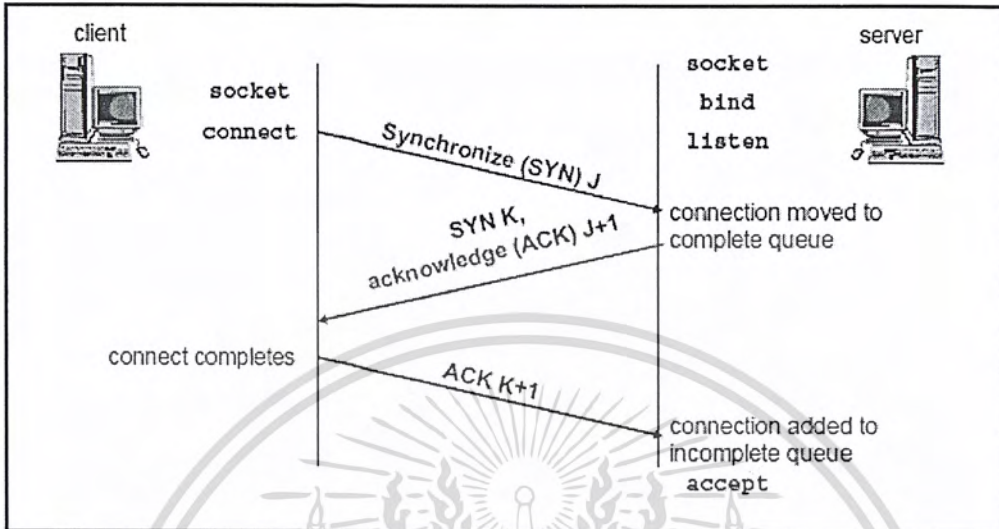 client
server
socket
connect
socket
bind
listen
Synchronize (SYN) J
connection moved to
complete queue
SYN K,
acknowledge (ACK) J+1
connect completes
ACK K+1
connection added to
incomplete queue
accept